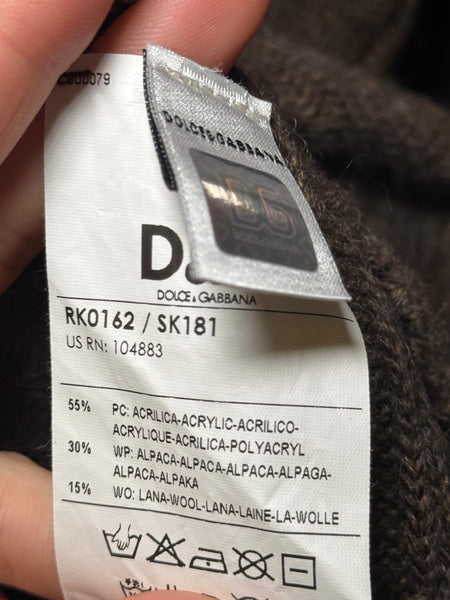 DOLCE&GABBANA
DG
D
DOLCE & GABBANA
RK0162 / SK181
US RN: 104883
55% PC: ACRILICA-ACRYLIC-ACRILICO-
ACRYLIQUE-ACRILICA-POLYACRYL
30% WP: ALPACA-ALPACA-ALPACA-ALPAGA-
ALPACA-ALPAKA
15% WO: LANA-WOOL-LANA-LAINE-LA-WOLLE